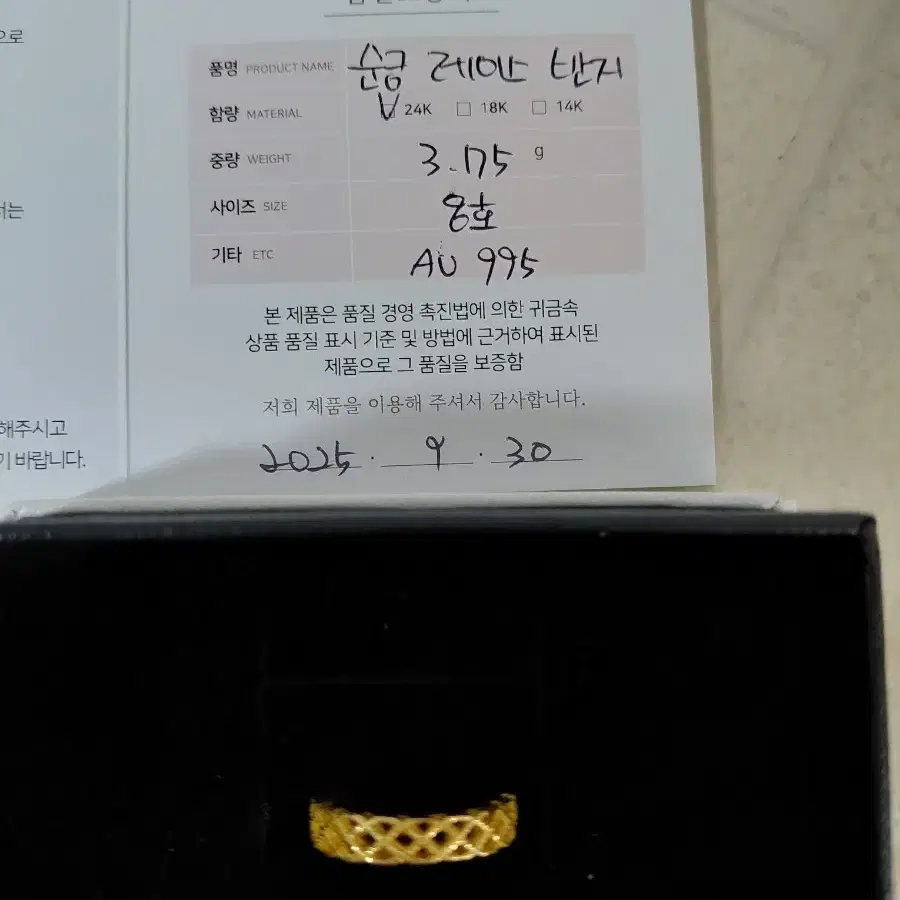 으로
품명 PRODUCT NAME 순금 레이스 반지
함량 MATERIAL 24K 18K 14K
중량 WEIGHT 3.75 g
사이즈 SIZE 8호
기타 ETC AU 995
서는
본 제품은 품질 경영 촉진법에 의한 귀금속
상품 품질 표시 기준 및 방법에 근거하여 표시된
제품으로 그 품질을 보증함
저희 제품을 이용해 주셔서 감사합니다.
해주시고
기 바랍니다.
2025. 9. 30